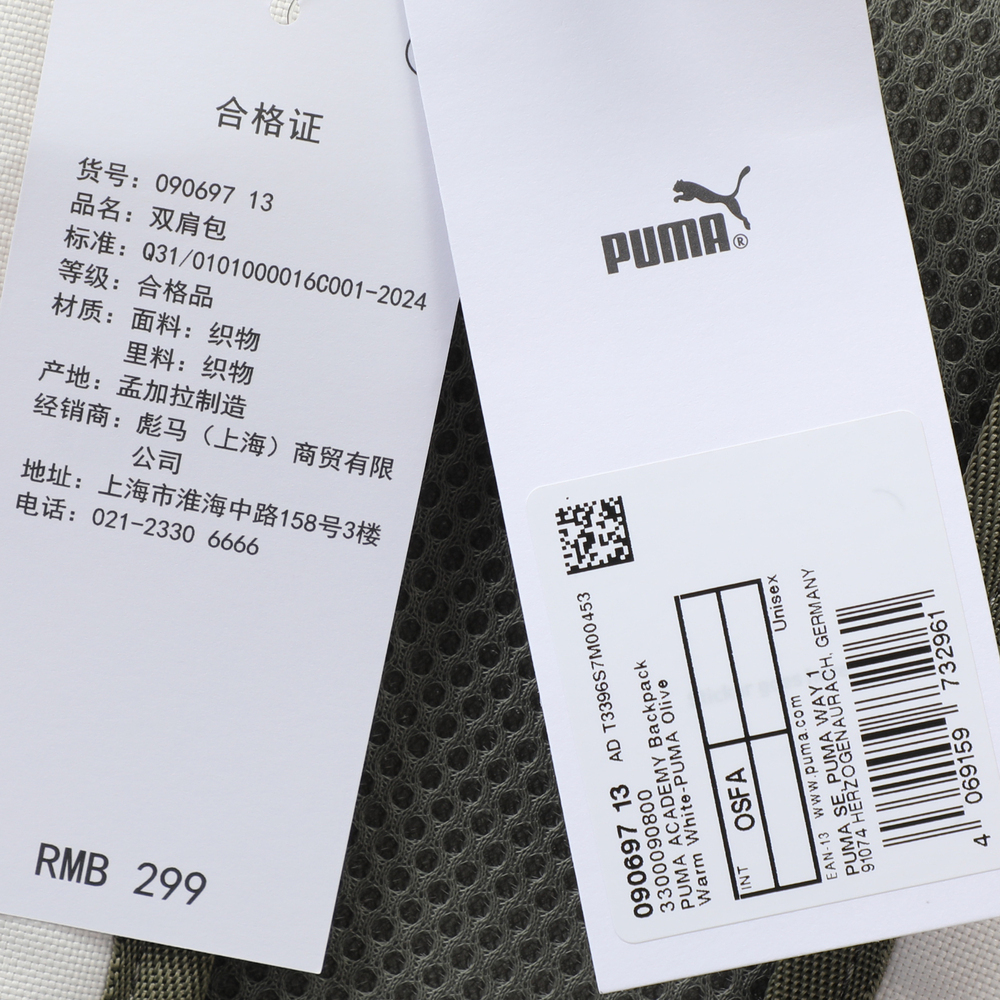 合格证
货号：090697 13
品名：双肩包
标准：Q31/0101000016C001-2024
等级：合格品
材质：面料：织物
里料：织物
产地：孟加拉制造
经销商：彪马（上海）商贸有限
公司
地址：上海市淮海中路158号3楼
电话：021-2330 6666
RMB 299
PUMA®
090697 13 AD T3396S7M00453
3300090800
PUMA ACADEMY Backpack
Warm White-PUMA Olive
INT OSFA
Unisex
EAN-13 www.puma.com
PUMA SE, PUMA WAY 1
91074 HERZOGENAURACH, GERMANY
4 069159 732961